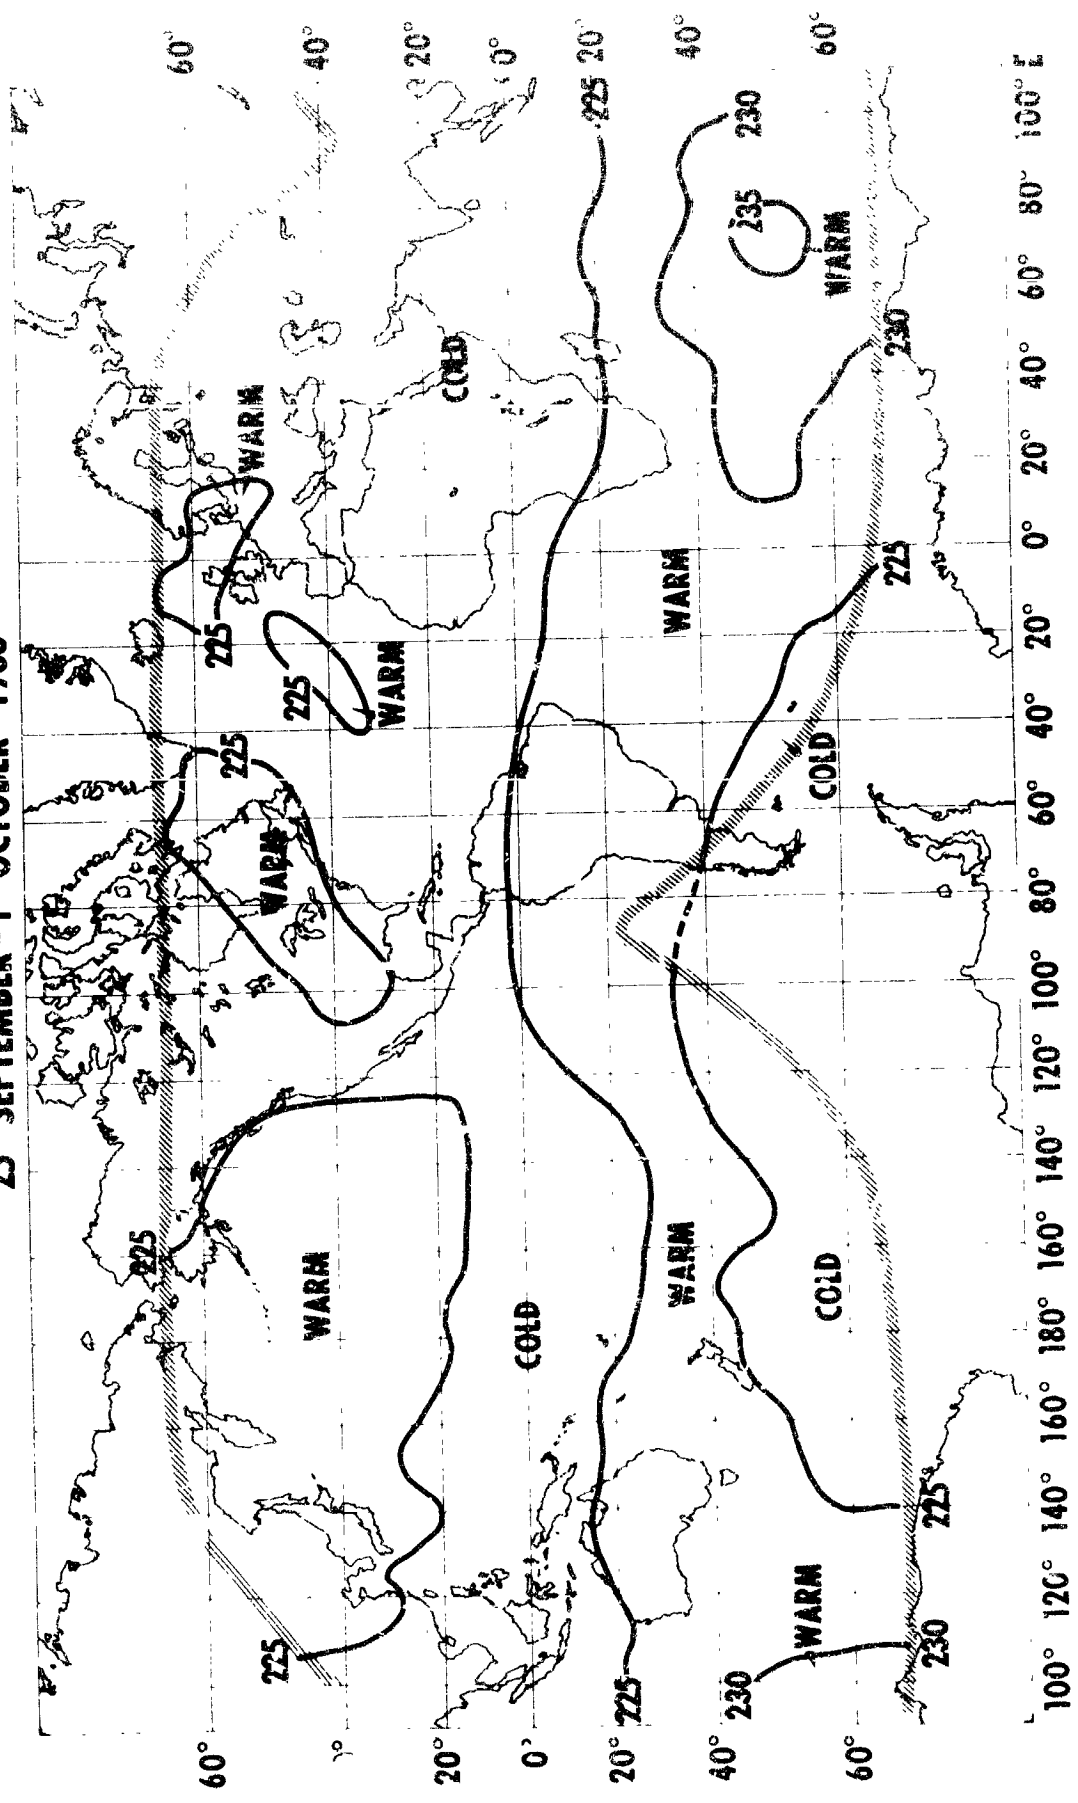 25 SEPTEMBER OCTOBER
225
60° 60°
225 225
225 WARM
225 WARM
225
WARM 40°
WARM
WARM
20° COLD 20°
0° COLD 0°
20° 225 225 20°
WARM WARM 40°
40° 230 235 230
WARM COLD COLD WARM 60°
60°
230 225 225 230
100° 120° 140° 160° 180° 160° 140° 120° 100° 80° 60° 40° 20° 0° 20° 40° 60° 80° 100° E